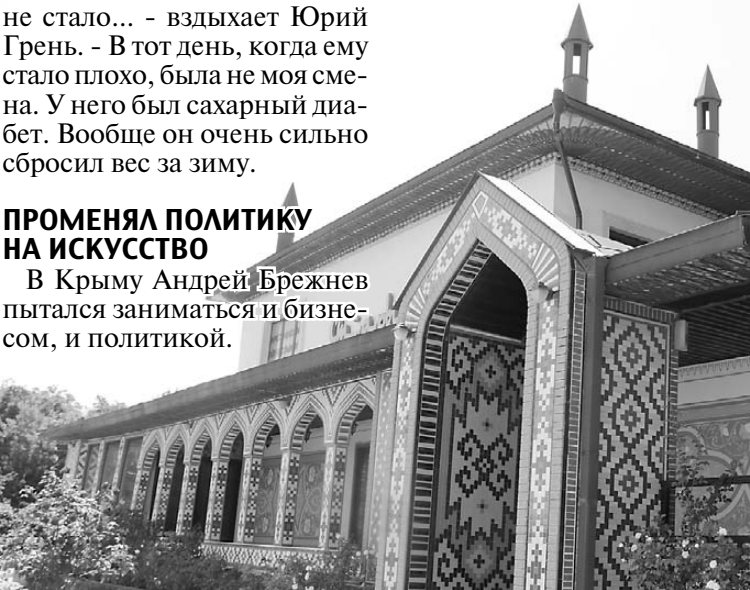 не стало... - вздыхает Юрий
Грень. - В тот день, когда ему
стало плохо, была не моя сме-
на. У него был сахарный диа-
бет. Вообще он очень сильно
сбросил вес за зиму.
ПРОМЕНЯЛ ПОЛИТИКУ
НА ИСКУССТВО
В Крыму Андрей Брежнев
пытался заниматься и бизне-
сом, и политикой.